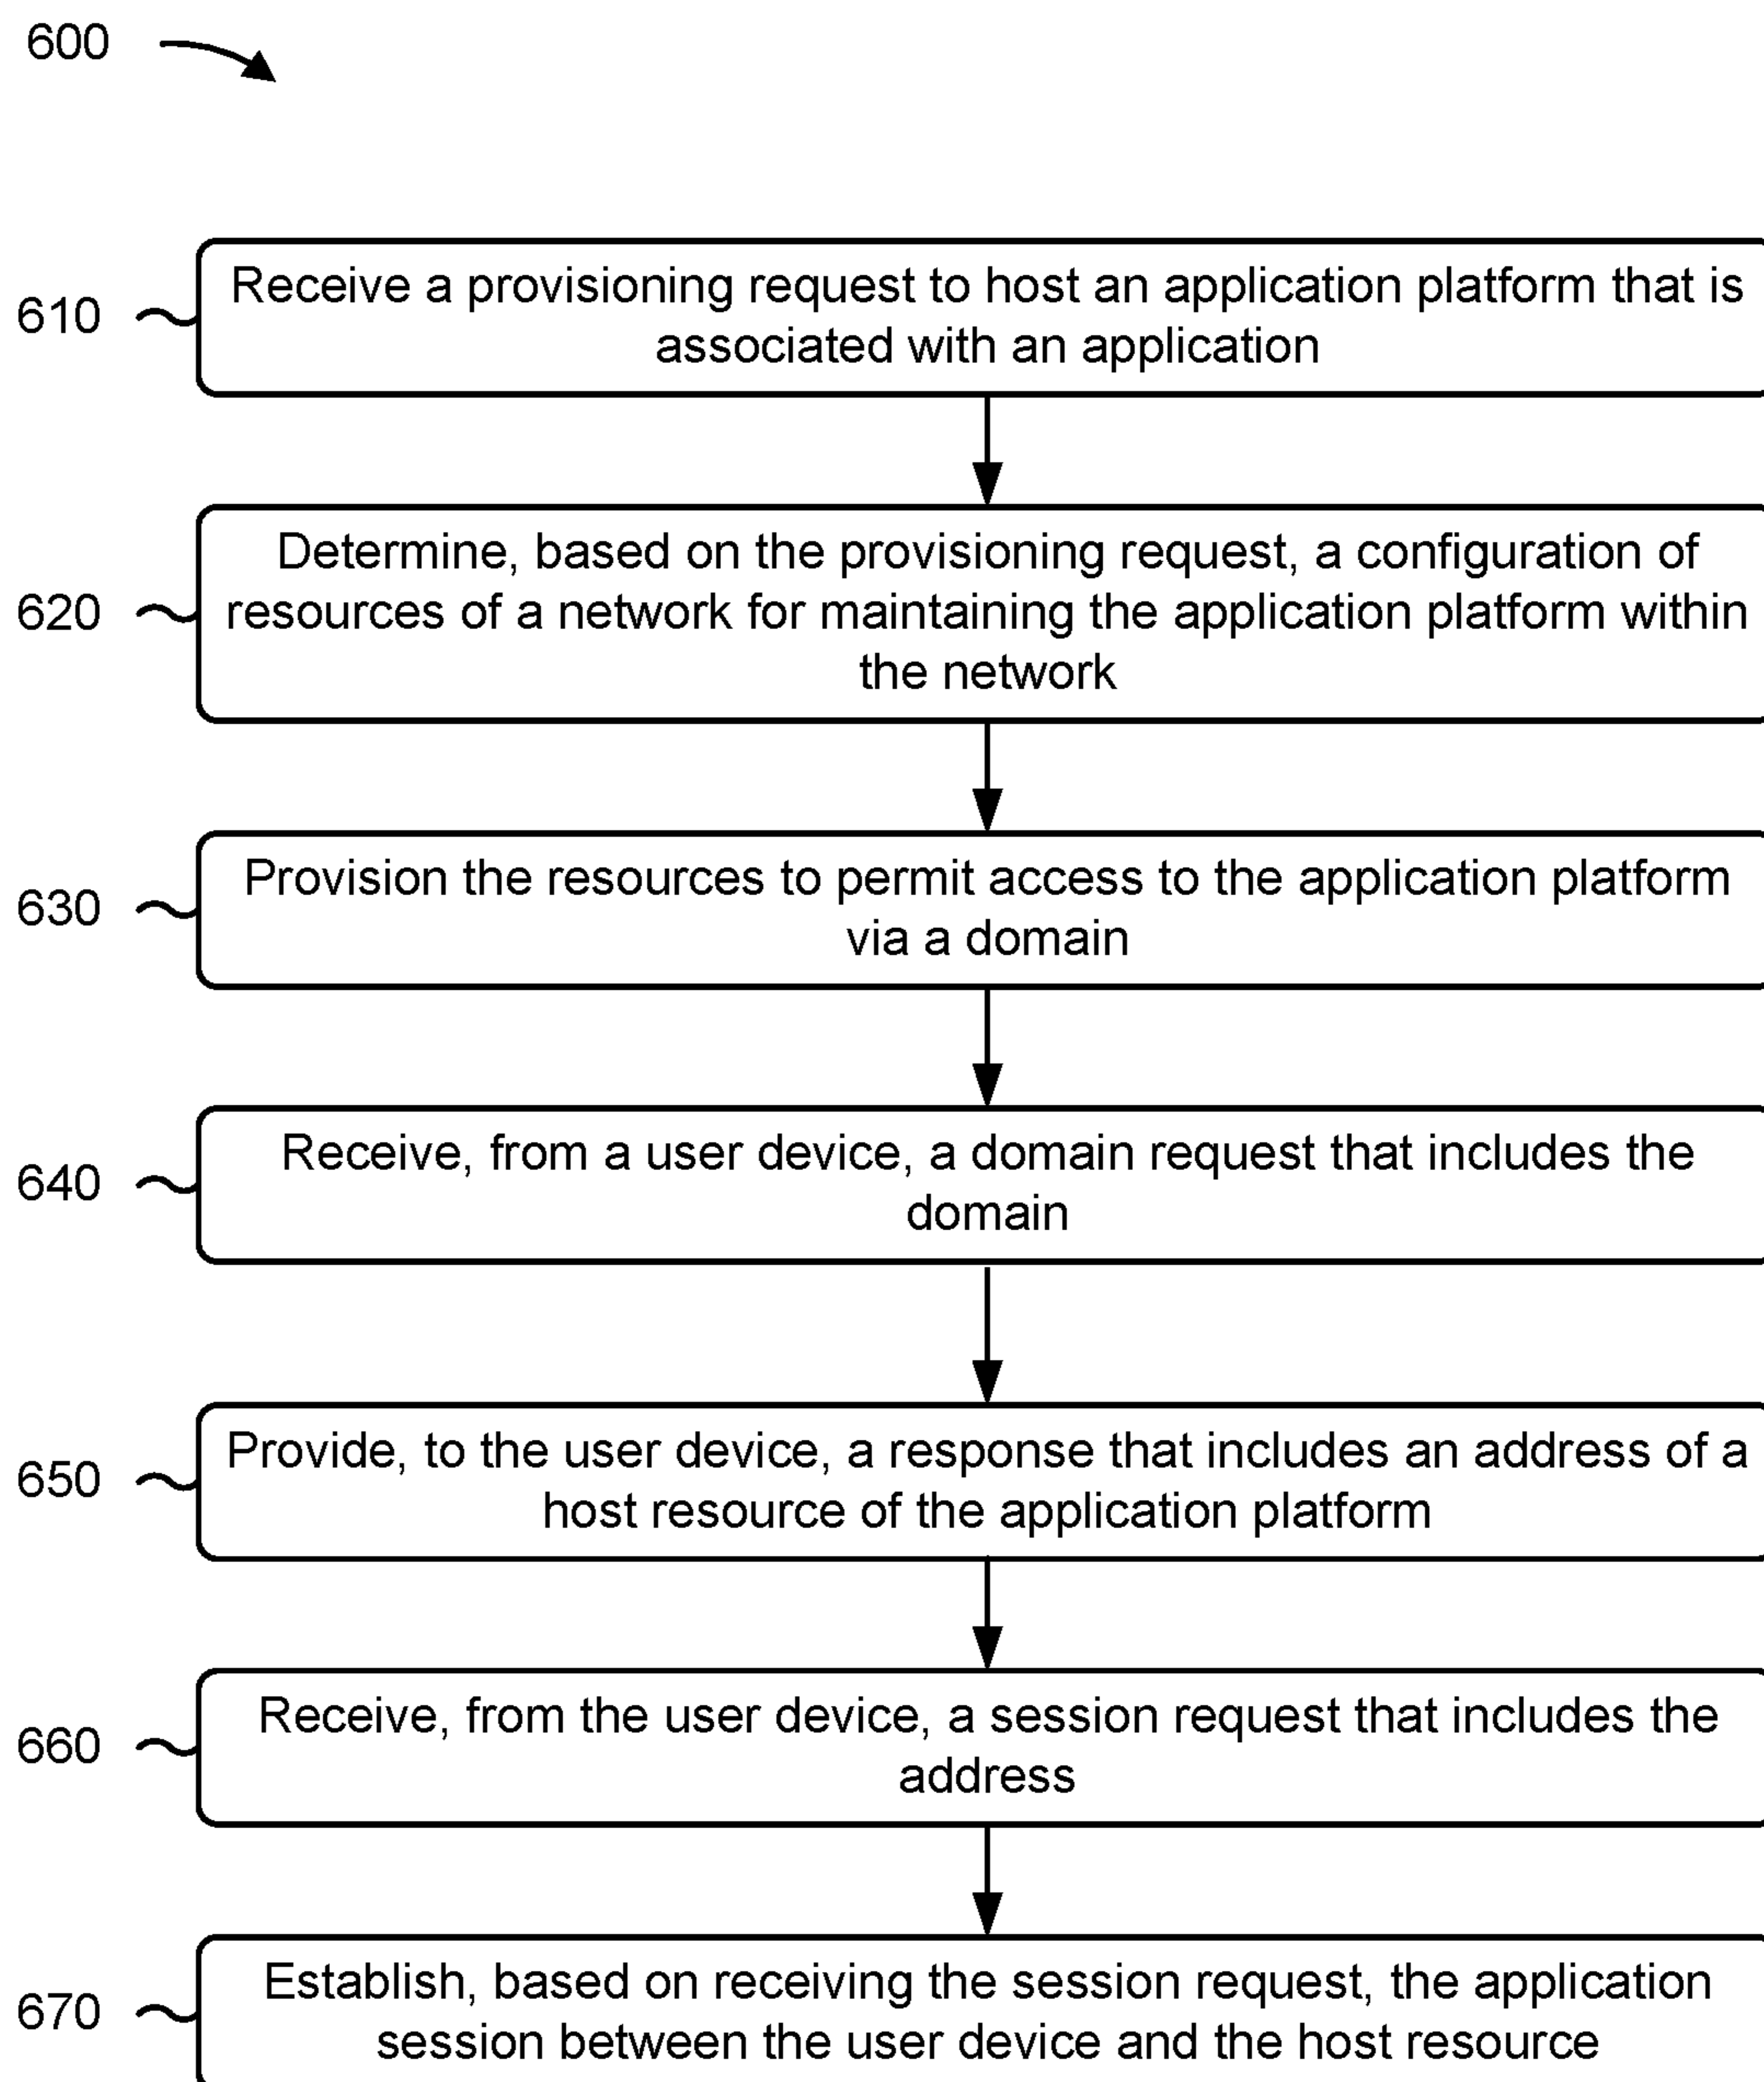 600
610
Receive a provisioning request to host an application platform that is
associated with an application
620
Determine, based on the provisioning request, a configuration of
resources of a network for maintaining the application platform within
the network
630
Provision the resources to permit access to the application platform
via a domain
640
Receive, from a user device, a domain request that includes the
domain
650
Provide, to the user device, a response that includes an address of a
host resource of the application platform
660
Receive, from the user device, a session request that includes the
address
670
Establish, based on receiving the session request, the application
session between the user device and the host resource